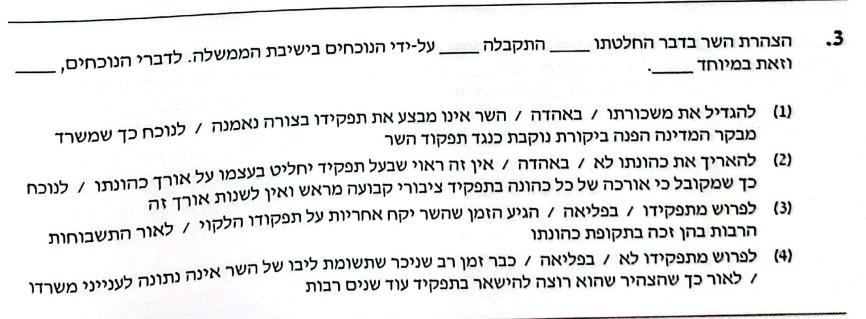 3. הצהרת השר בדבר החלטתו _____ התקבלה _____ על-ידי הנוכחים בישיבת הממשלה. לדברי הנוכחים, _____,
וזאת במיוחד _____.
(1) להגדיל את משכורתו / באהדה / השר אינו מבצע את תפקידו בצורה נאמנה / לנוכח כך שמשרד
מבקר המדינה הפנה ביקורת נוקבת כנגד תפקוד השר
(2) להאריך את כהונתו לא / באהדה / אין זה ראוי שבעל תפקיד יחליט בעצמו על אורך כהונתו / לנוכח
כך שמקובל כי אורכה של כל כהונה בתפקיד ציבורי קבועה מראש ואין לשנות אורך זה
(3) לפרוש מתפקידו / בפליאה / הגיע הזמן שהשר יקח אחריות על תפקודו הלקוי / לאור התשבוחות
הרבות בהן זכה בתקופת כהונתו
(4) לפרוש מתפקידו לא / בפליאה / כבר זמן רב שניכר שתשומת ליבו של השר אינה נתונה לענייני משרדו
/ לאור כך שהצהיר שהוא רוצה להישאר בתפקיד עוד שנים רבות